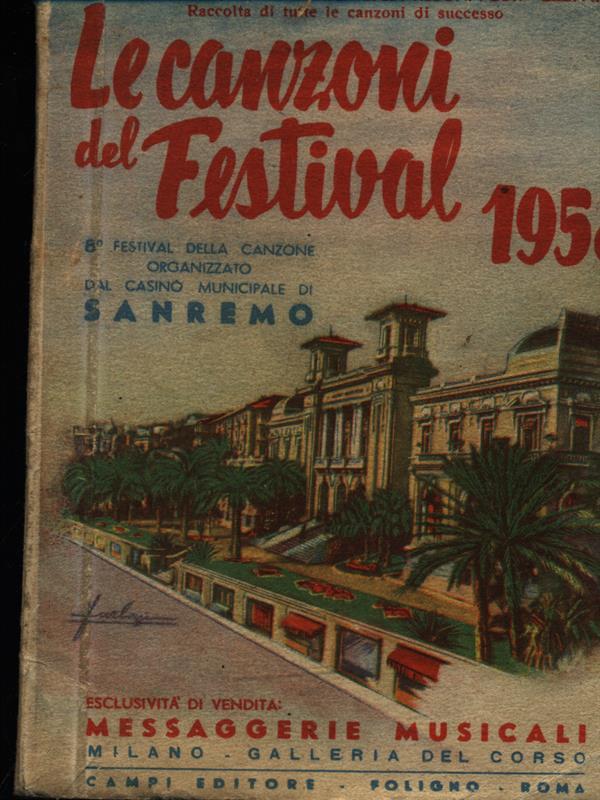 Raccolta di tutte le canzoni di successo
Le canzoni
del Festival
195
8º FESTIVAL DELLA CANZONE
ORGANIZZATO
DAL CASINÒ MUNICIPALE DI
SANREMO
ESCLUSIVITÀ DI VENDITA:
MESSAGGERIE MUSICALI
MILANO - GALLERIA DEL CORSO
CAMPI EDITORE - FOLIGNO - ROMA